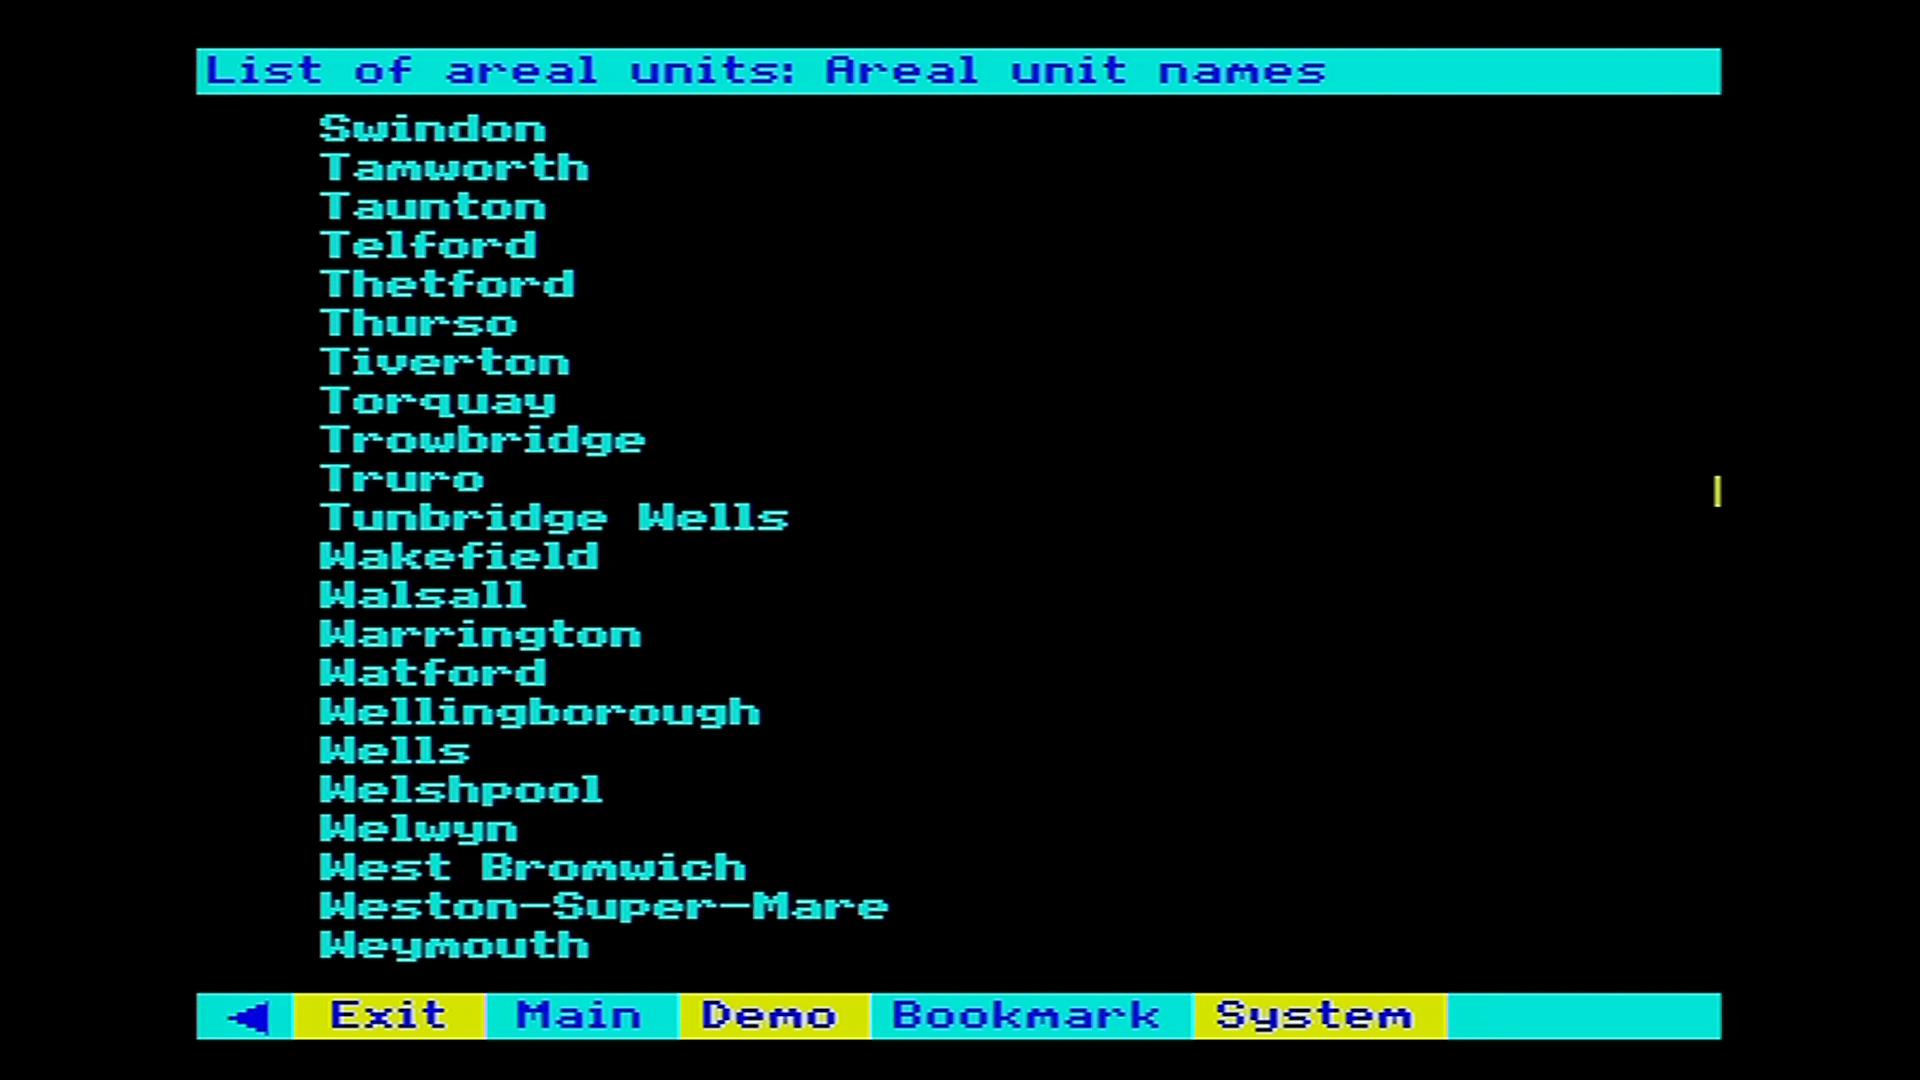 List of areal units: Areal unit names
Swindon
Tamworth
Taunton
Telford
Thetford
Thurso
Tiverton
Torquay
Trowbridge
Truro
Tunbridge Wells
Wakefield
Walsall
Warrington
Watford
Wellingborough
Wells
Welshpool
Welwyn
West Bromwich
Weston-Super-Mare
Weymouth
Exit Main Demo Bookmark System